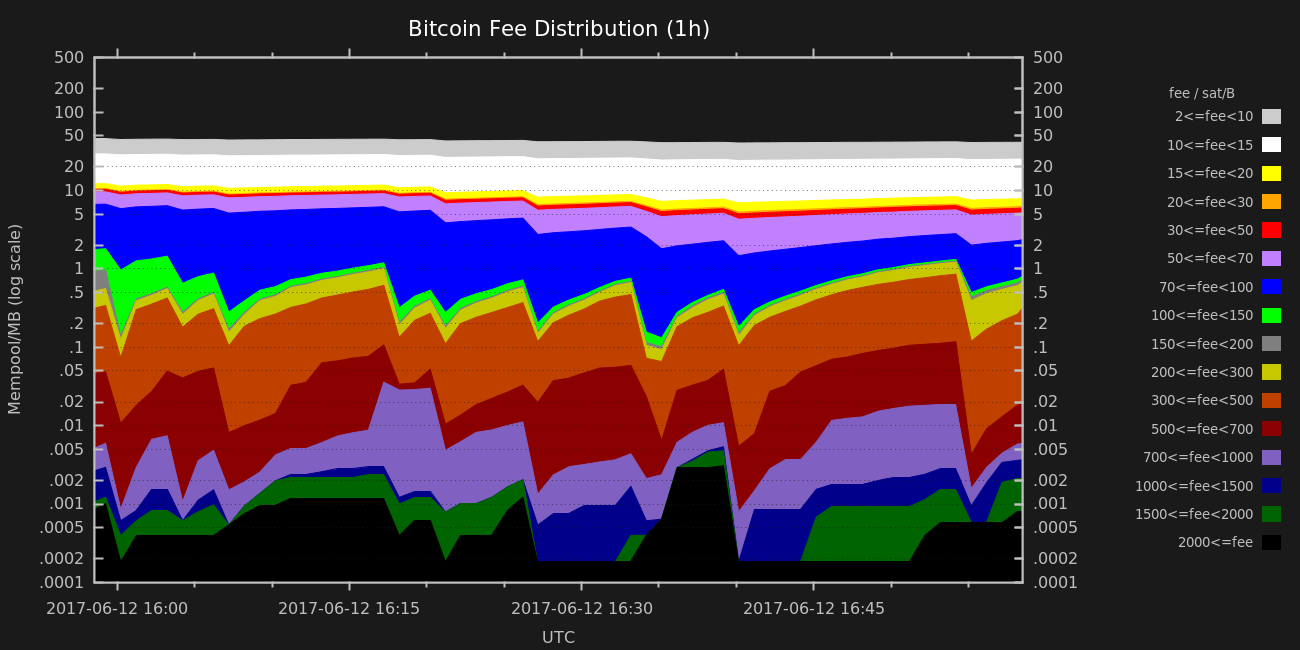 Bitcoin Fee Distribution (1h)
500 500
200 200
100 100
50 50
20 20
10 10
5 5
2 2
1 1
.5 .5
.2 .2
.1 .1
.05 .05
.02 .02
.01 .01
.005 .005
.002 .002
.001 .001
.0005 .0005
.0002 .0002
.0001 .0001
Mempool/MB (log scale)
2017-06-12 16:00 2017-06-12 16:15 2017-06-12 16:30 2017-06-12 16:45
UTC
fee / sat/B
2<=fee<10
10<=fee<15
15<=fee<20
20<=fee<30
30<=fee<50
50<=fee<70
70<=fee<100
100<=fee<150
150<=fee<200
200<=fee<300
300<=fee<500
500<=fee<700
700<=fee<1000
1000<=fee<1500
1500<=fee<2000
2000<=fee